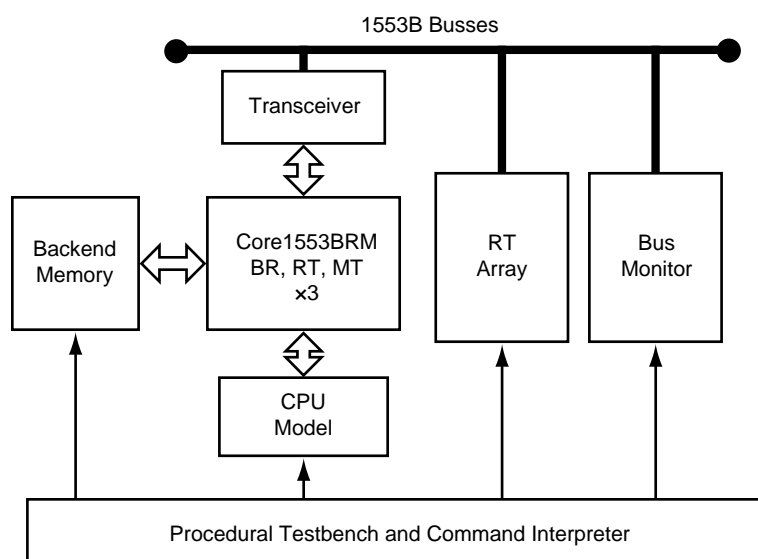 1553B Busses
Transceiver
Backend
Memory
Core1553BRM
BR, RT, MT
×3
RT
Array
Bus
Monitor
CPU
Model
Procedural Testbench and Command Interpreter